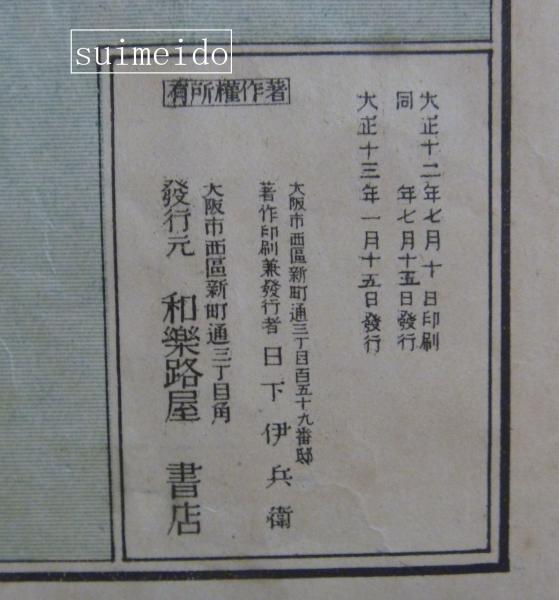 suimeido
大正十二年七月十日印刷
同　年七月十五日發行
大正十三年一月十五日發行
大阪市西區新町通三丁目百五十九番邸
著作印刷兼發行者　日下伊兵衛
大阪市西區新町通三丁目角
發行元　和樂路屋　書店
著作權所有